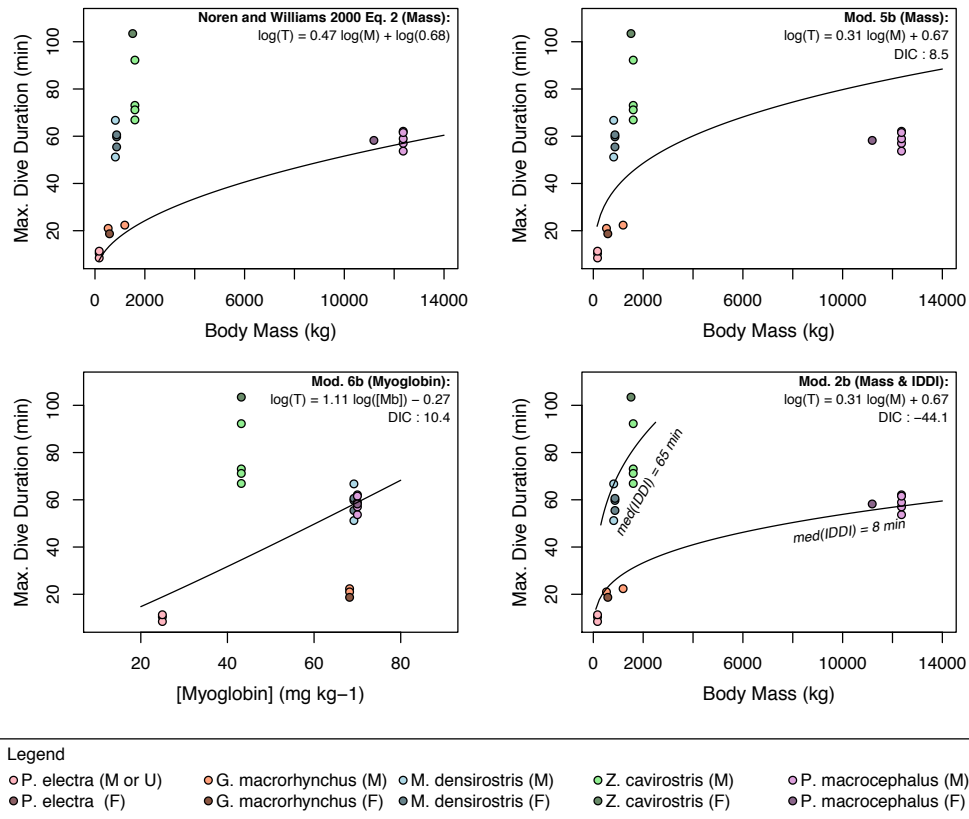 Noren and Williams 2000 Eq. 2 (Mass):
log(T) = 0.47 log(M) + log(0.68)
Max. Dive Duration (min)
20 40 60 80 100
0 2000 6000 10000 14000
Body Mass (kg)
Mod. 5b (Mass):
log(T) = 0.31 log(M) + 0.67
DIC : 8.5
Max. Dive Duration (min)
20 40 60 80 100
0 2000 6000 10000 14000
Body Mass (kg)
Mod. 6b (Myoglobin):
log(T) = 1.11 log([Mb]) − 0.27
DIC : 10.4
Max. Dive Duration (min)
20 40 60 80 100
20 40 60 80
[Myoglobin] (mg kg−1)
Mod. 2b (Mass & IDDI):
log(T) = 0.31 log(M) + 0.67
DIC : −44.1
med(IDDI) = 65 min
med(IDDI) = 8 min
Max. Dive Duration (min)
20 40 60 80 100
0 2000 6000 10000 14000
Body Mass (kg)
Legend
P. electra (M or U) G. macrorhynchus (M) M. densirostris (M) Z. cavirostris (M) P. macrocephalus (M)
P. electra (F) G. macrorhynchus (F) M. densirostris (F) Z. cavirostris (F) P. macrocephalus (F)